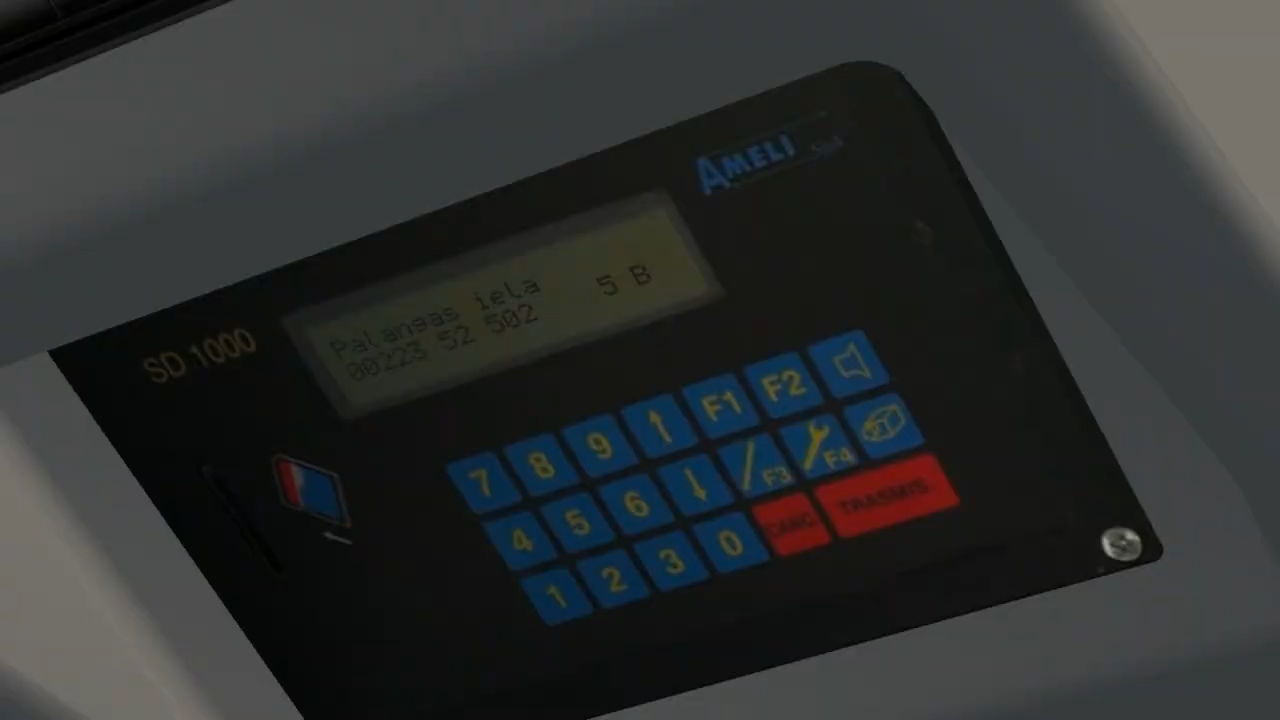 AMELI
SD 1000
Palangas iela 5 B
00223 52 502
7 8 9 ↑ F1 F2
4 5 6 ↓ / F3 F4
1 2 3 0 CANC TRASMIS.